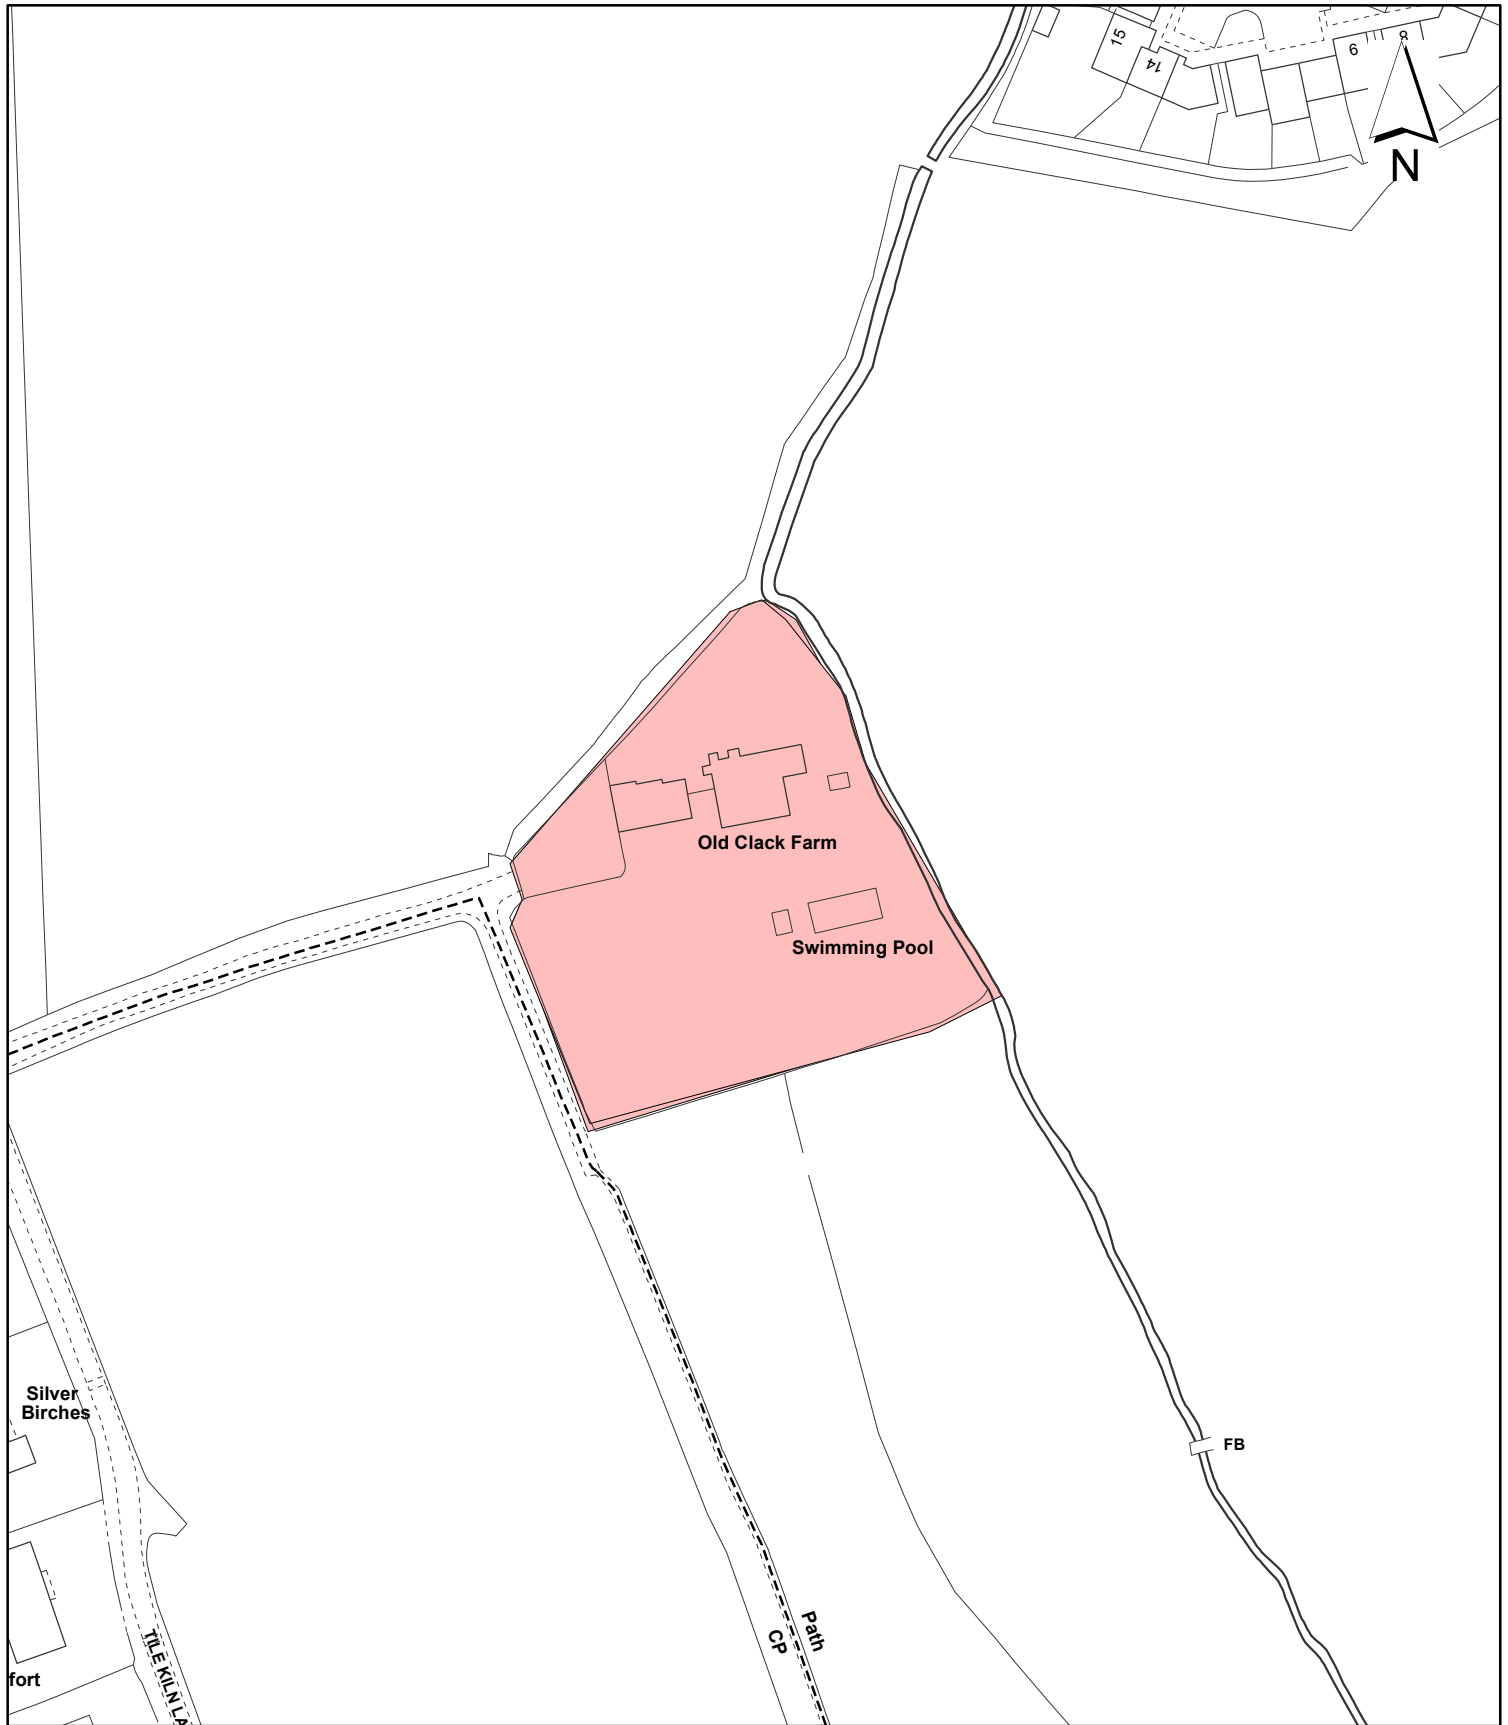 15
14
6
8
N
Old Clack Farm
Swimming Pool
Silver
Birches
FB
Path
CP
TILE KILN LA
fort